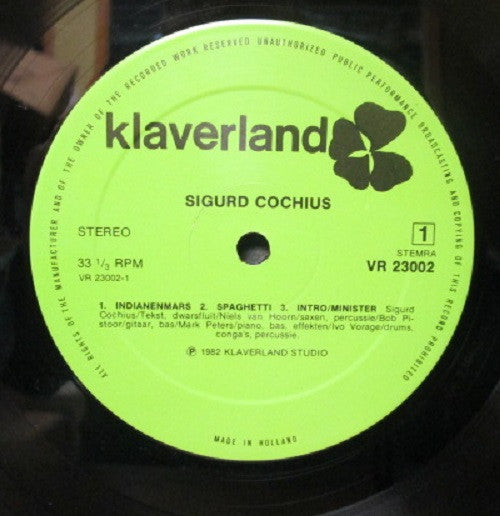 ALL RIGHTS OF THE MANUFACTURER AND OF THE OWNER OF THE RECORDED WORK RESERVED UNAUTHORIZED PUBLIC PERFORMANCE BROADCASTING AND COPYING OF THIS RECORD PROHIBITED
klaverland
SIGURD COCHIUS
STEREO
1
STEMRA
33 1/3 RPM
VR 23002
VR 23002-1
1. INDIANENMARS 2. SPAGHETTI 3. INTRO/MINISTER Sigurd
Cochius/Tekst, dwarsfluit/Niels van Hoorn/saxen, percussie/Bob Pi-
stoor/gitaar, bas/Mark Peters/piano, bas, effekten/Ivo Vorage/drums,
conga's, percussie.
℗ 1982 KLAVERLAND STUDIO
MADE IN HOLLAND